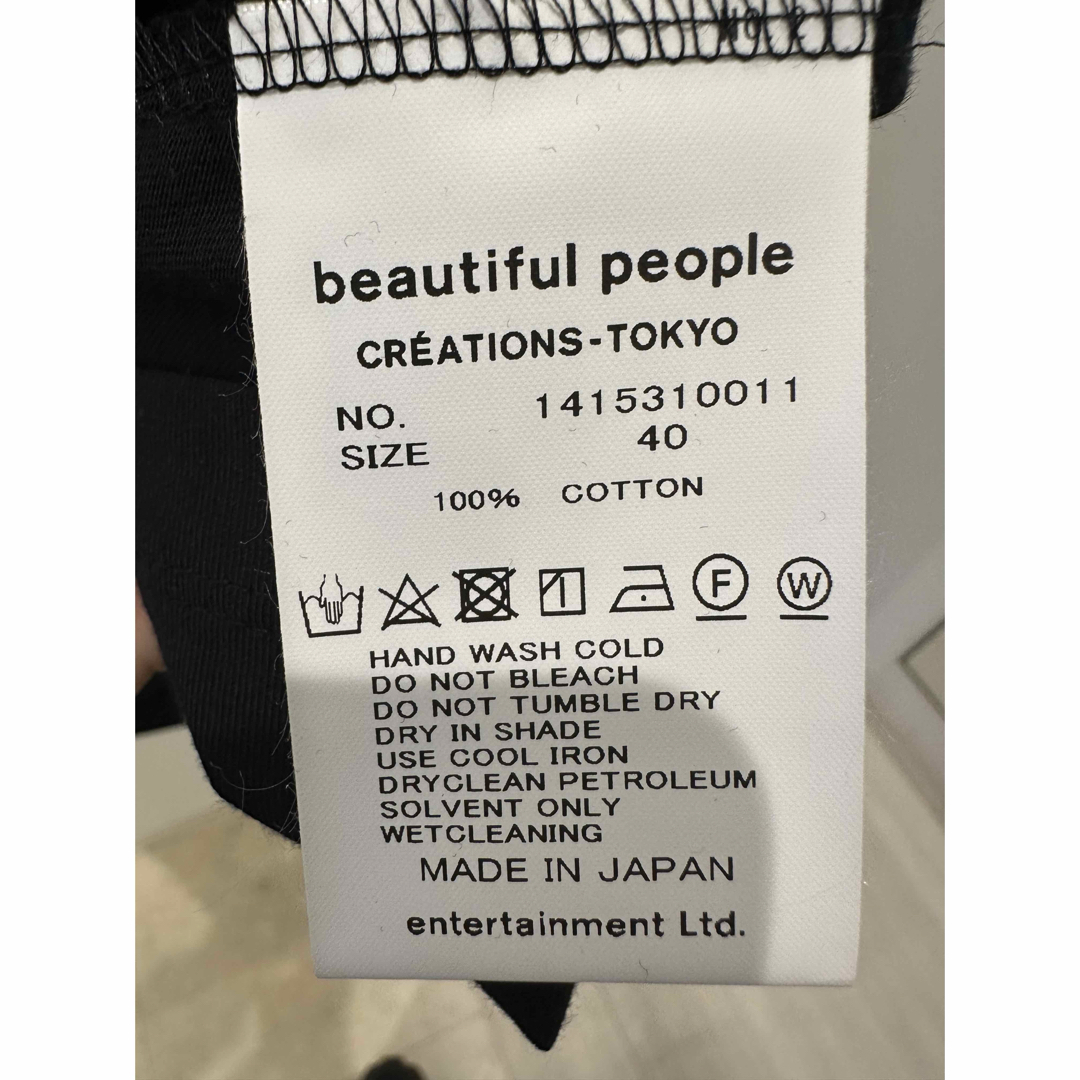 beautiful people
CRÉATIONS-TOKYO
NO. 1415310011
SIZE 40
100% COTTON
F W
HAND WASH COLD
DO NOT BLEACH
DO NOT TUMBLE DRY
DRY IN SHADE
USE COOL IRON
DRYCLEAN PETROLEUM
SOLVENT ONLY
WETCLEANING
MADE IN JAPAN
entertainment Ltd.